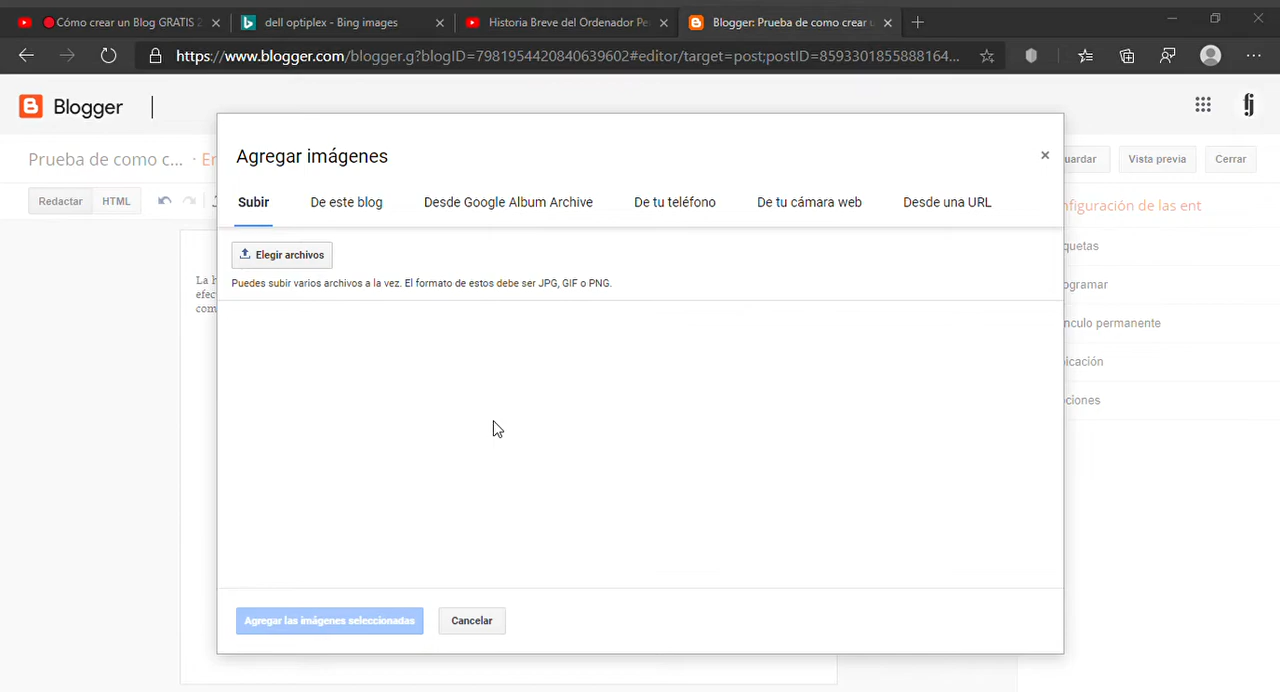 Cómo crear un Blog GRATIS 2
dell optiplex - Bing images
Historia Breve del Ordenador Pe
Blogger: Prueba de como crear u
https://www.blogger.com/blogger.g?blogID=7981954420840639602#editor/target=post;postID=8593301855888164...
Blogger
Prueba de como c... · En
uardar
Vista previa
Cerrar
Redactar
HTML
nfiguración de las ent
quetas
ogramar
nculo permanente
icación
ciones
La h
efec
com
Agregar imágenes
Subir
De este blog
Desde Google Album Archive
De tu teléfono
De tu cámara web
Desde una URL
Elegir archivos
Puedes subir varios archivos a la vez. El formato de estos debe ser JPG, GIF o PNG.
Agregar las imágenes seleccionadas
Cancelar